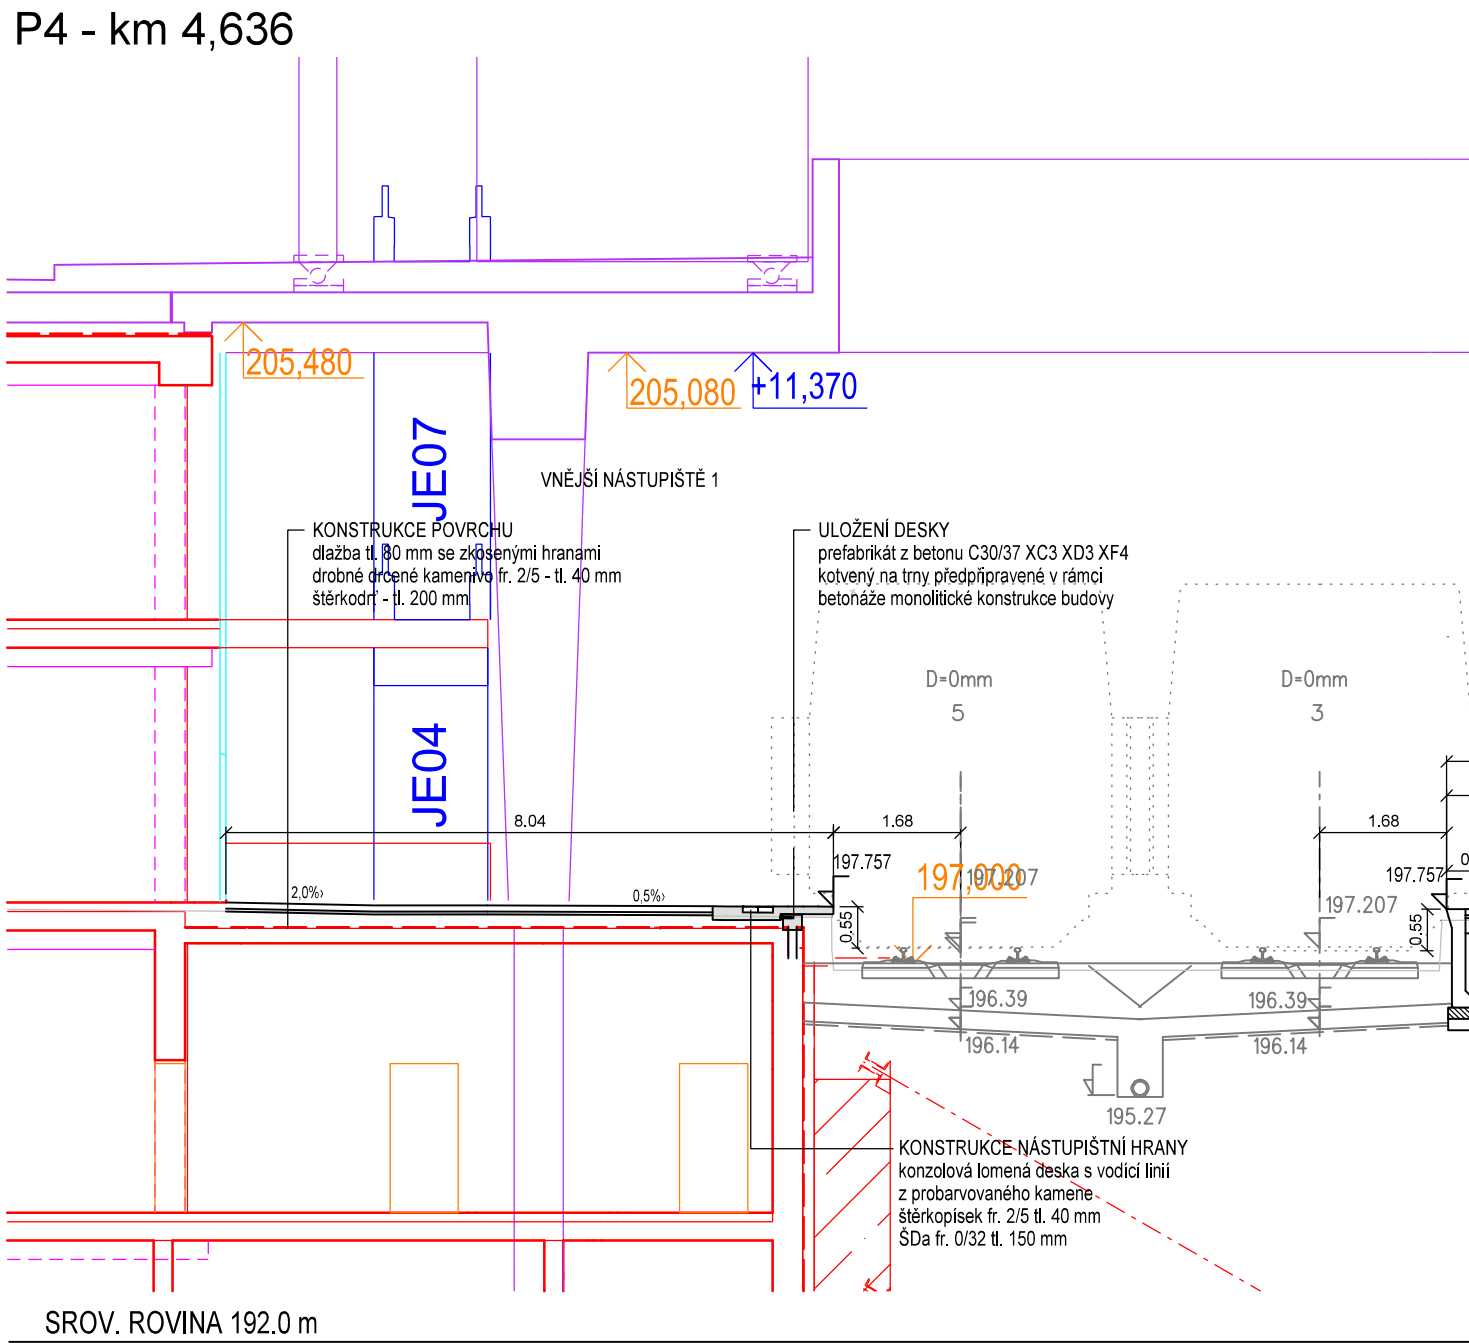 P4 - km 4,636
205,480
205,080
+11,370
JE07
VNĚJŠÍ NÁSTUPIŠTĚ 1
KONSTRUKCE POVRCHU
dlažba tl. 80 mm se zkosenými hranami
drobné drcené kamenivo fr. 2/5 - tl. 40 mm
štěrkodrť - tl. 200 mm
ULOŽENÍ DESKY
prefabrikát z betonu C30/37 XC3 XD3 XF4
kotvený na trny předpřipravené v rámci
betonáže monolitické konstrukce budovy
D=0mm
5
D=0mm
3
JE04
8.04
1.68
1.68
197.757
197,000
197.207
197.757
197.207
2,0%
0,5%
0.55
0.55
196.39
196.39
196.14
196.14
195.27
KONSTRUKCE NÁSTUPIŠTNÍ HRANY
konzolová lomená deska s vodící linií
z probarvovaného kamene
štěrkopísek fr. 2/5 tl. 40 mm
ŠDa fr. 0/32 tl. 150 mm
SROV. ROVINA 192.0 m